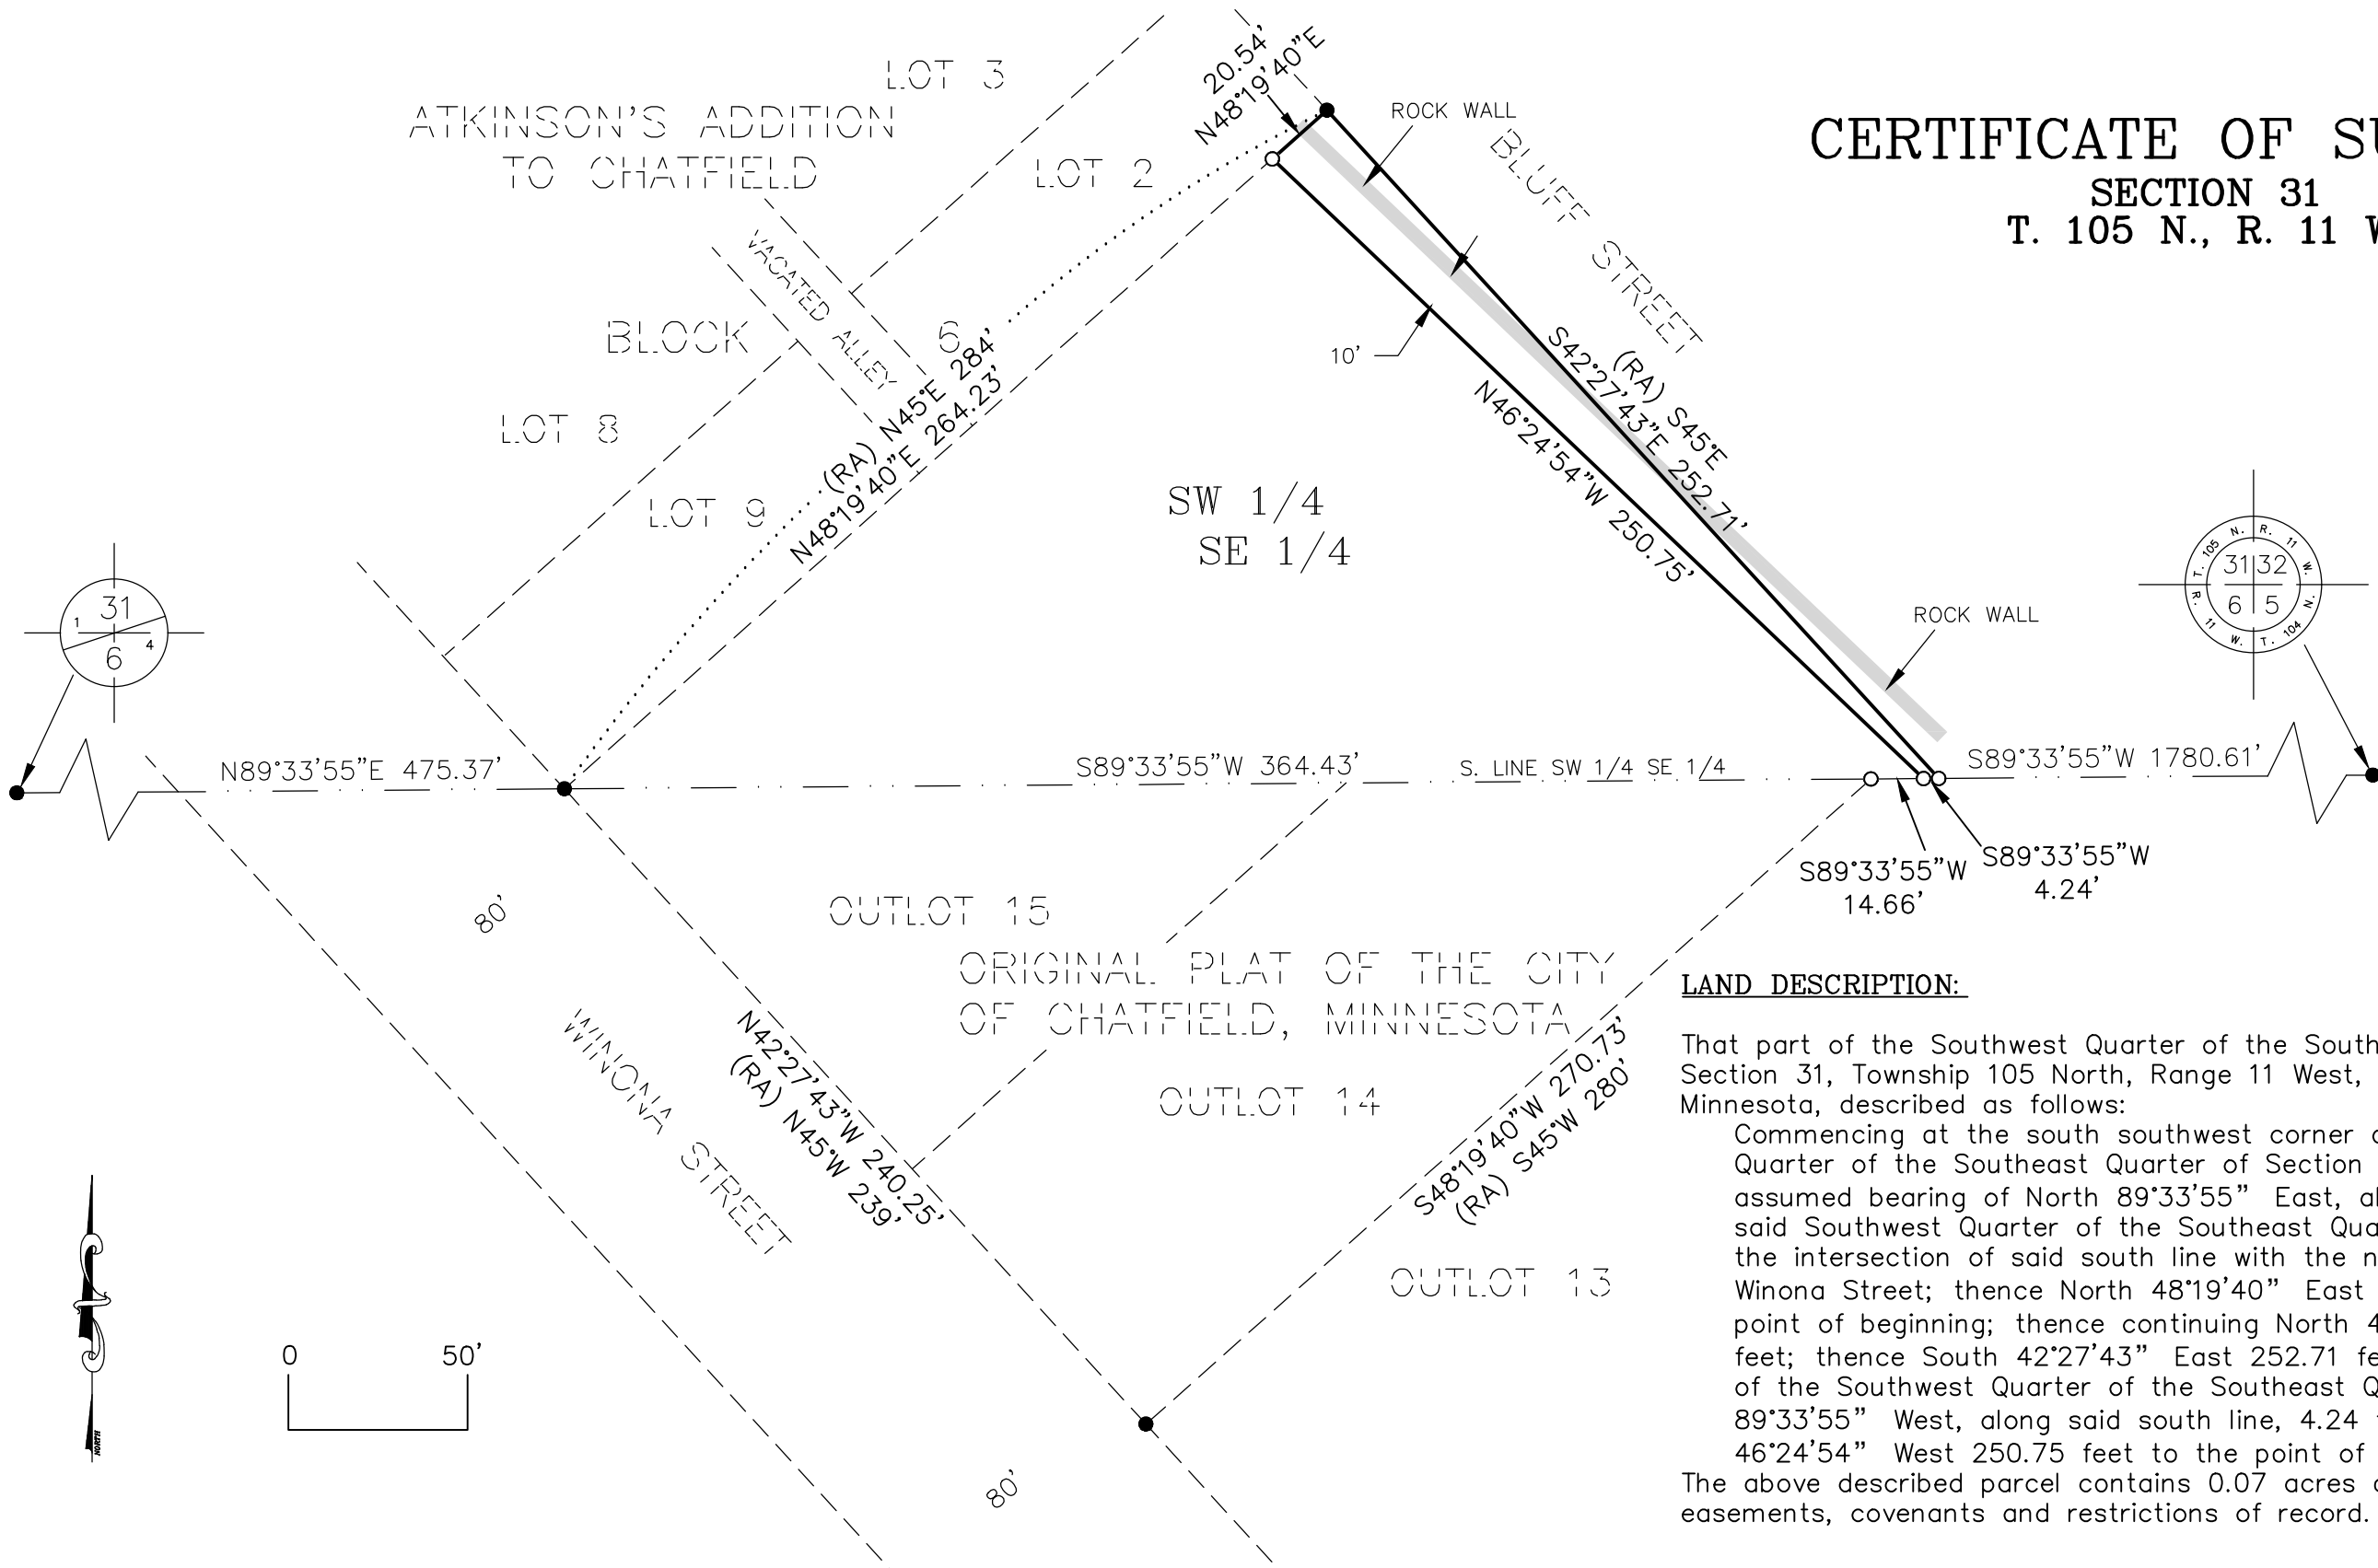 LOT 3
ATKINSON'S ADDITION
TO CHATFIELD
LOT 2
20.54'
N48°19'40"E
ROCK WALL
BLUFF STREET
CERTIFICATE OF
SECTION 31
T. 105 N., R. 11
VACATED ALLEY
BLOCK 6
LOT 8
LOT 9
(RA) N45°E 284'
N48°19'40"E 264.23'
10'
(RA) S45°E
S42°27'43"E 252.71'
N46°24'54"W 250.75'
SW 1/4
SE 1/4
31
1
4
6
T. 105 N. R. 11 W.
31 32
6 5
R. 11 W. T. 104 N.
ROCK WALL
N89°33'55"E 475.37'
S89°33'55"W 364.43'
S. LINE SW 1/4 SE 1/4
S89°33'55"W 1780.61'
S89°33'55"W
14.66'
S89°33'55"W
4.24'
80'
OUTLOT 15
ORIGINAL PLAT OF THE CITY
OF CHATFIELD, MINNESOTA
WINONA STREET
N42°27'43"W 240.25'
(RA) N45°W 239'
OUTLOT 14
S48°19'40"W 270.73'
(RA) S45°W 280'
OUTLOT 13
NORTH
0 50'
80'
LAND DESCRIPTION:
That part of the Southwest Quarter of the
Section 31, Township 105 North, Range 11 West,
Minnesota, described as follows:
Commencing at the south southwest corner
Quarter of the Southeast Quarter of Section
assumed bearing of North 89°33'55" East,
said Southwest Quarter of the Southeast
the intersection of said south line with the
Winona Street; thence North 48°19'40" East
point of beginning; thence continuing North
feet; thence South 42°27'43" East 252.71
of the Southwest Quarter of the Southeast
89°33'55" West, along said south line, 4.24
46°24'54" West 250.75 feet to the point of
The above described parcel contains 0.07 acres
easements, covenants and restrictions of record.